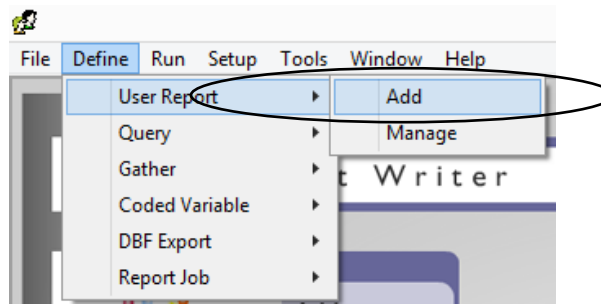 File Define Run Setup Tools Window Help
User Report Add
Query Manage
Gather
t Writer
Coded Variable
DBF Export
Report Job